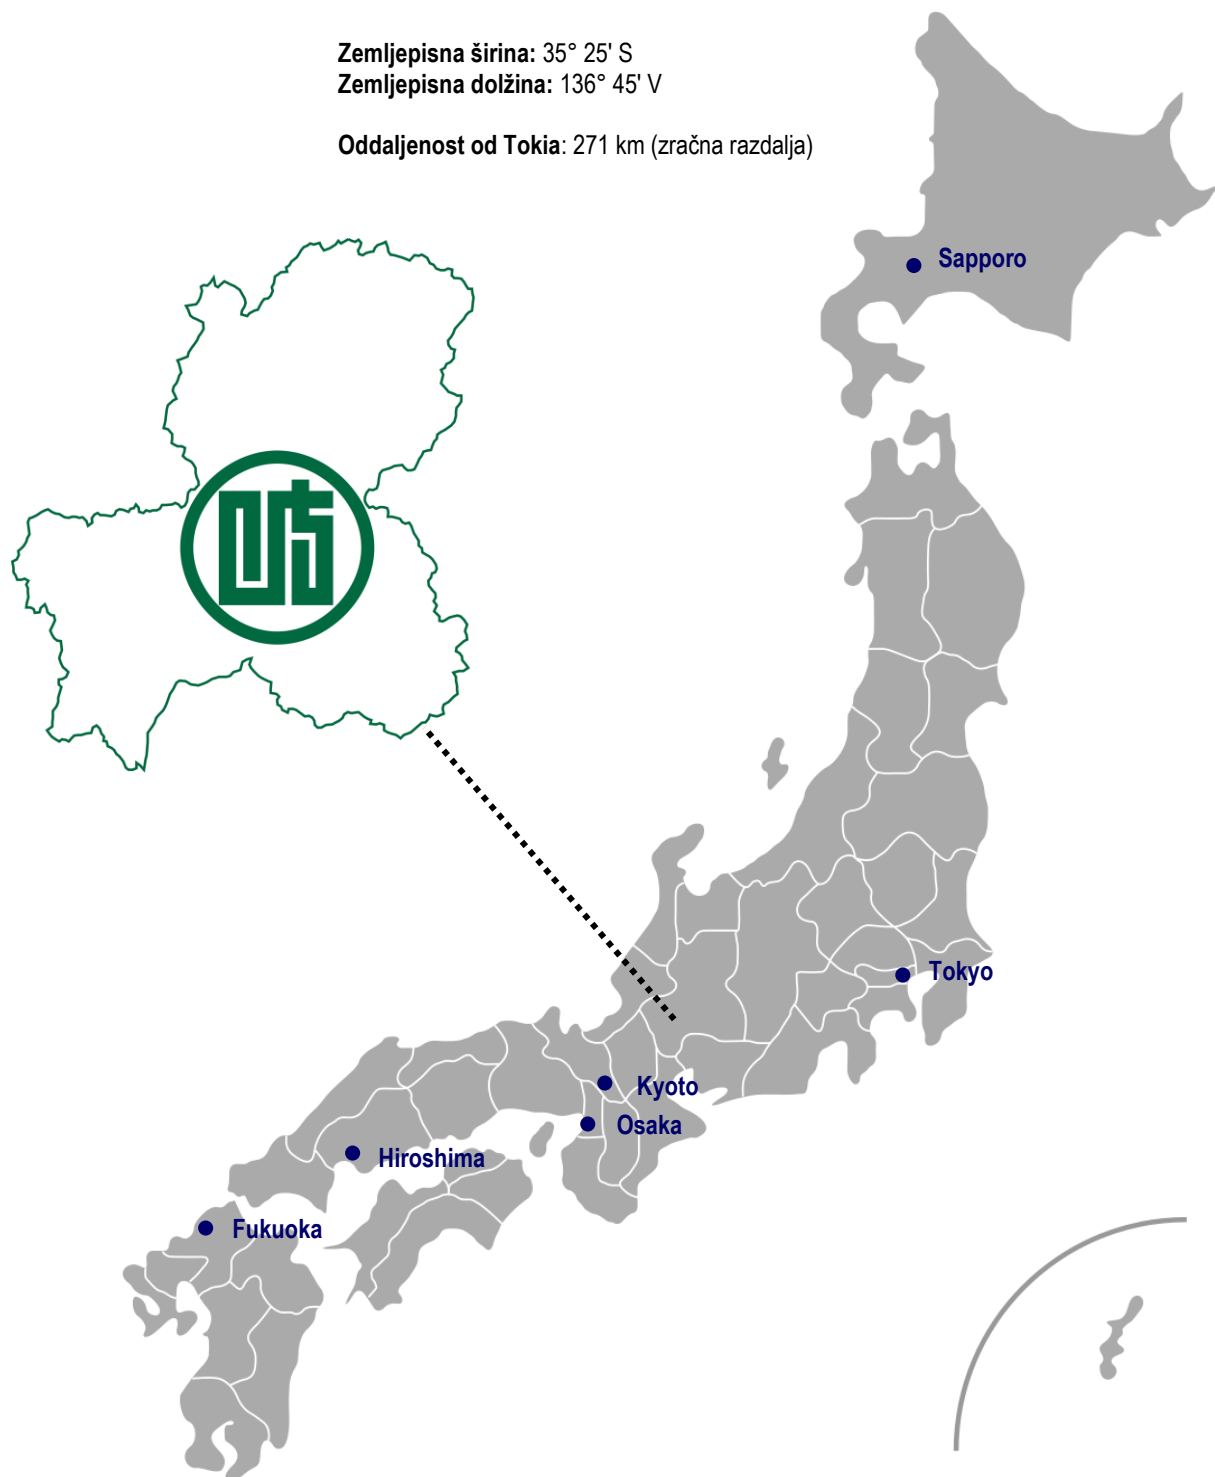 Zemljepisna širina: 35° 25' S
Zemljepisna dolžina: 136° 45' V
Oddaljenost od Tokia: 271 km (zračna razdalja)
Sapporo
Tokyo
Kyoto
Osaka
Hiroshima
Fukuoka